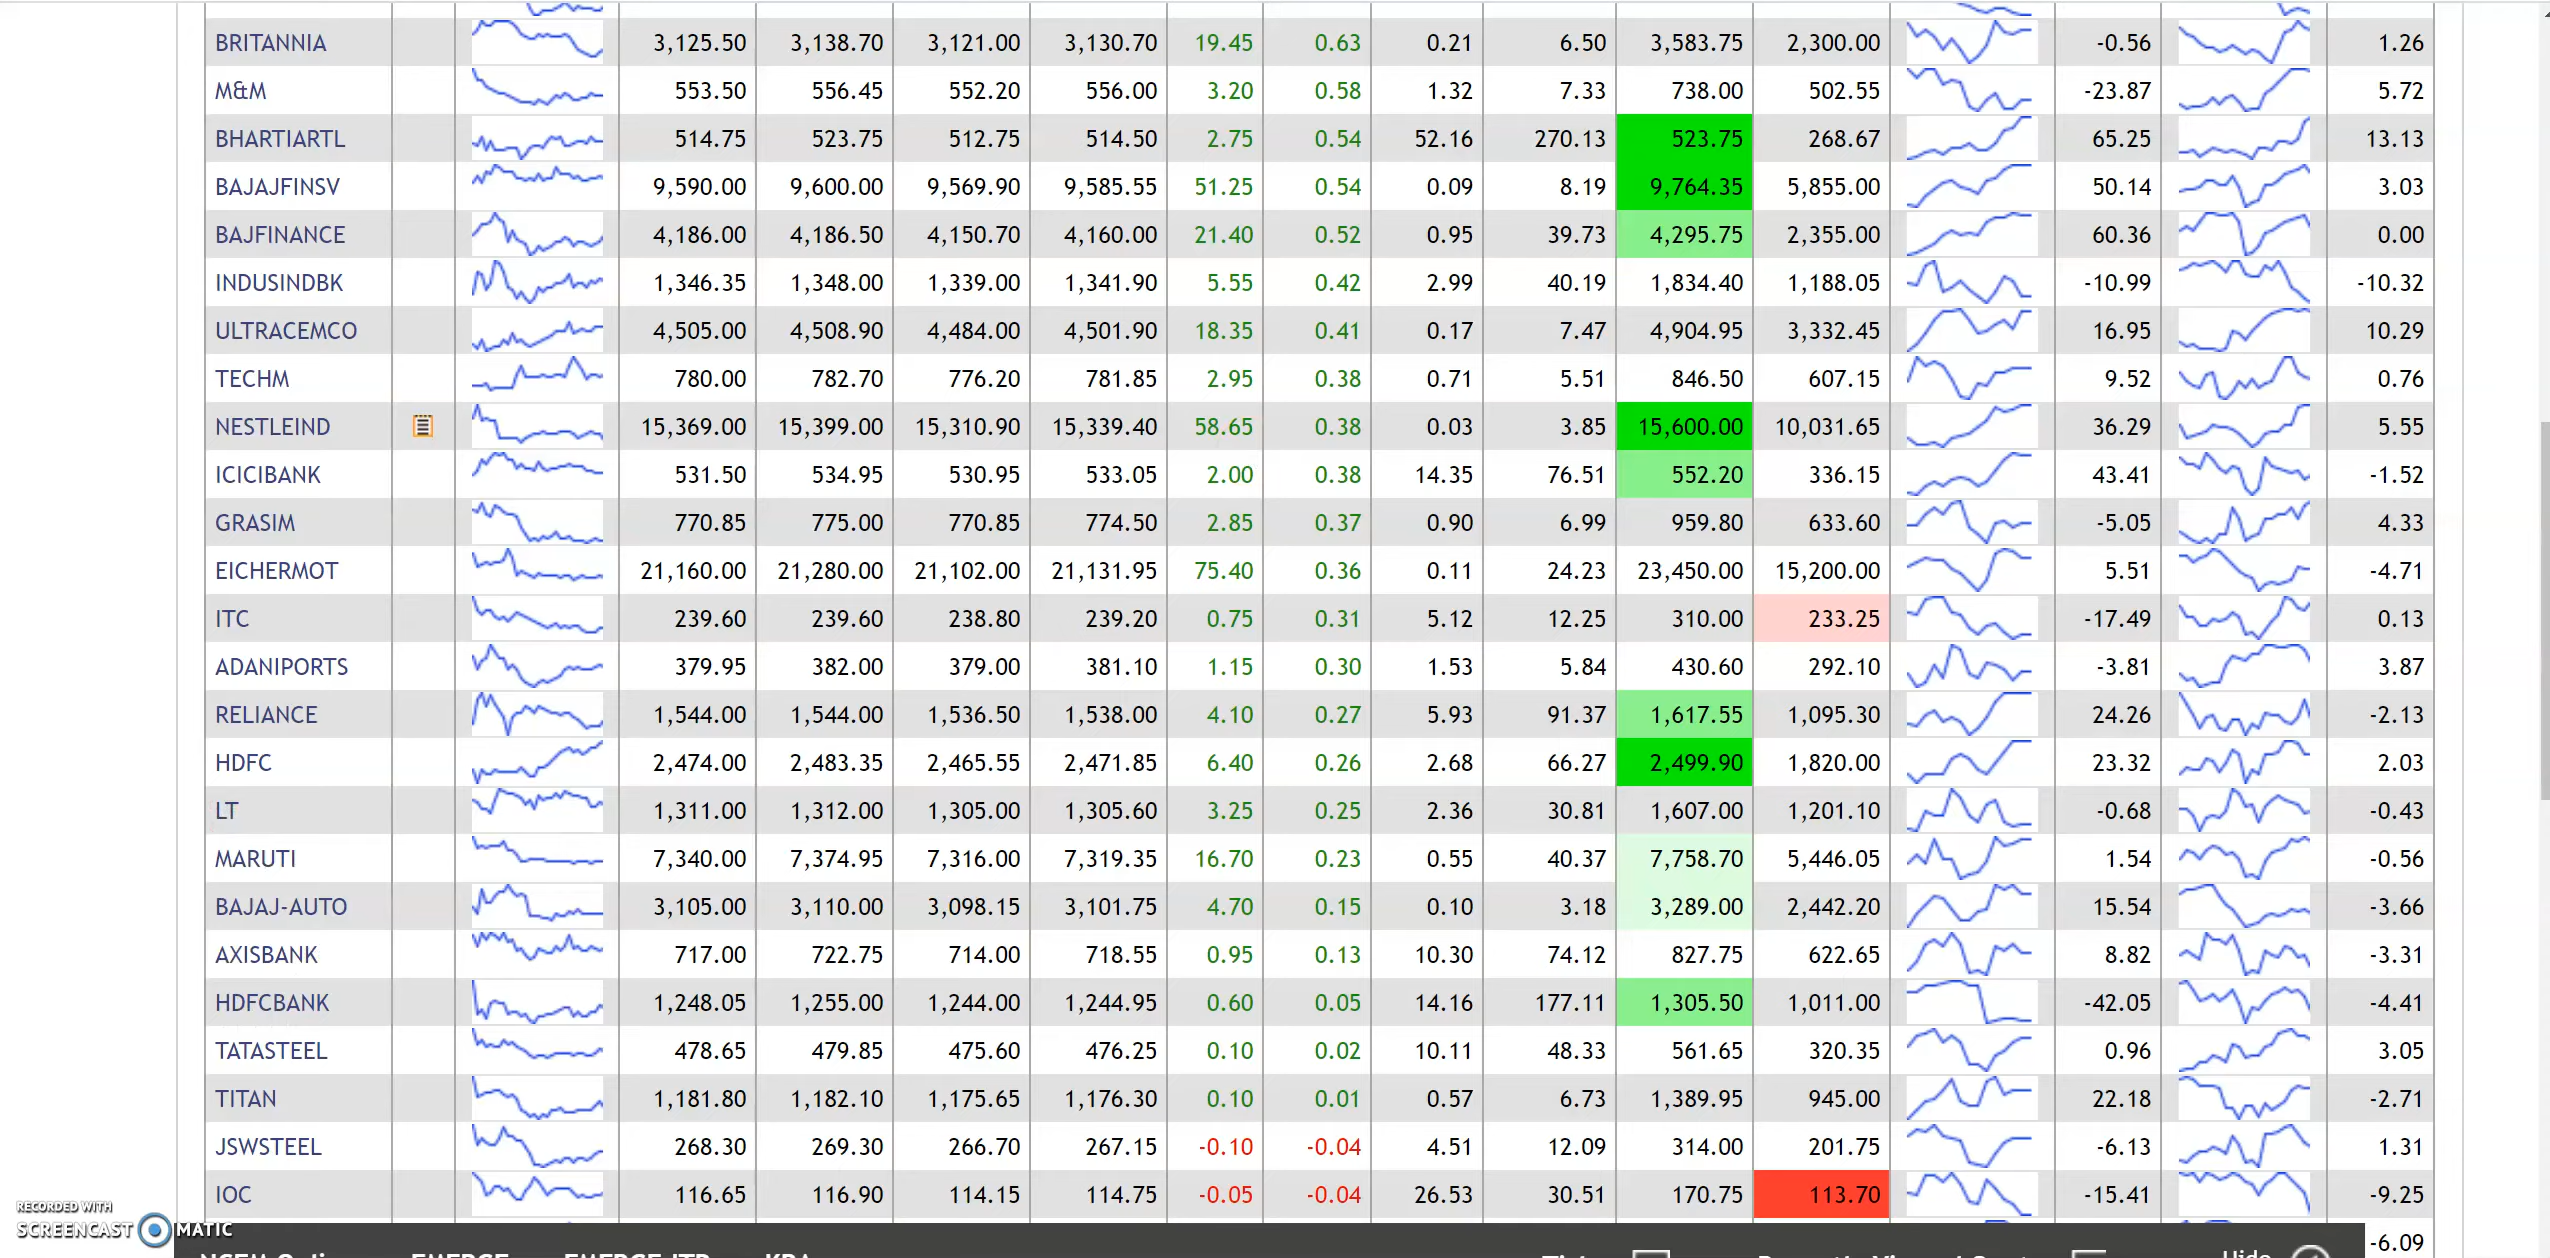 BRITANNIA 3,125.50 3,138.70 3,121.00 3,130.70 19.45 0.63 0.21 6.50 3,583.75 2,300.00 -0.56 1.26
M&M 553.50 556.45 552.20 556.00 3.20 0.58 1.32 7.33 738.00 502.55 -23.87 5.72
BHARTIARTL 514.75 523.75 512.75 514.50 2.75 0.54 52.16 270.13 523.75 268.67 65.25 13.13
BAJAJFINSV 9,590.00 9,600.00 9,569.90 9,585.55 51.25 0.54 0.09 8.19 9,764.35 5,855.00 50.14 3.03
BAJFINANCE 4,186.00 4,186.50 4,150.70 4,160.00 21.40 0.52 0.95 39.73 4,295.75 2,355.00 60.36 0.00
INDUSINDBK 1,346.35 1,348.00 1,339.00 1,341.90 5.55 0.42 2.99 40.19 1,834.40 1,188.05 -10.99 -10.32
ULTRACEMCO 4,505.00 4,508.90 4,484.00 4,501.90 18.35 0.41 0.17 7.47 4,904.95 3,332.45 16.95 10.29
TECHM 780.00 782.70 776.20 781.85 2.95 0.38 0.71 5.51 846.50 607.15 9.52 0.76
NESTLEIND 15,369.00 15,399.00 15,310.90 15,339.40 58.65 0.38 0.03 3.85 15,600.00 10,031.65 36.29 5.55
ICICIBANK 531.50 534.95 530.95 533.05 2.00 0.38 14.35 76.51 552.20 336.15 43.41 -1.52
GRASIM 770.85 775.00 770.85 774.50 2.85 0.37 0.90 6.99 959.80 633.60 -5.05 4.33
EICHERMOT 21,160.00 21,280.00 21,102.00 21,131.95 75.40 0.36 0.11 24.23 23,450.00 15,200.00 5.51 -4.71
ITC 239.60 239.60 238.80 239.20 0.75 0.31 5.12 12.25 310.00 233.25 -17.49 0.13
ADANIPORTS 379.95 382.00 379.00 381.10 1.15 0.30 1.53 5.84 430.60 292.10 -3.81 3.87
RELIANCE 1,544.00 1,544.00 1,536.50 1,538.00 4.10 0.27 5.93 91.37 1,617.55 1,095.30 24.26 -2.13
HDFC 2,474.00 2,483.35 2,465.55 2,471.85 6.40 0.26 2.68 66.27 2,499.90 1,820.00 23.32 2.03
LT 1,311.00 1,312.00 1,305.00 1,305.60 3.25 0.25 2.36 30.81 1,607.00 1,201.10 -0.68 -0.43
MARUTI 7,340.00 7,374.95 7,316.00 7,319.35 16.70 0.23 0.55 40.37 7,758.70 5,446.05 1.54 -0.56
BAJAJ-AUTO 3,105.00 3,110.00 3,098.15 3,101.75 4.70 0.15 0.10 3.18 3,289.00 2,442.20 15.54 -3.66
AXISBANK 717.00 722.75 714.00 718.55 0.95 0.13 10.30 74.12 827.75 622.65 8.82 -3.31
HDFCBANK 1,248.05 1,255.00 1,244.00 1,244.95 0.60 0.05 14.16 177.11 1,305.50 1,011.00 -42.05 -4.41
TATASTEEL 478.65 479.85 475.60 476.25 0.10 0.02 10.11 48.33 561.65 320.35 0.96 3.05
TITAN 1,181.80 1,182.10 1,175.65 1,176.30 0.10 0.01 0.57 6.73 1,389.95 945.00 22.18 -2.71
JSWSTEEL 268.30 269.30 266.70 267.15 -0.10 -0.04 4.51 12.09 314.00 201.75 -6.13 1.31
IOC 116.65 116.90 114.15 114.75 -0.05 -0.04 26.53 30.51 170.75 113.70 -15.41 -9.25
-6.09
RECORDED WITH
SCREENCAST MATIC
EMERGE